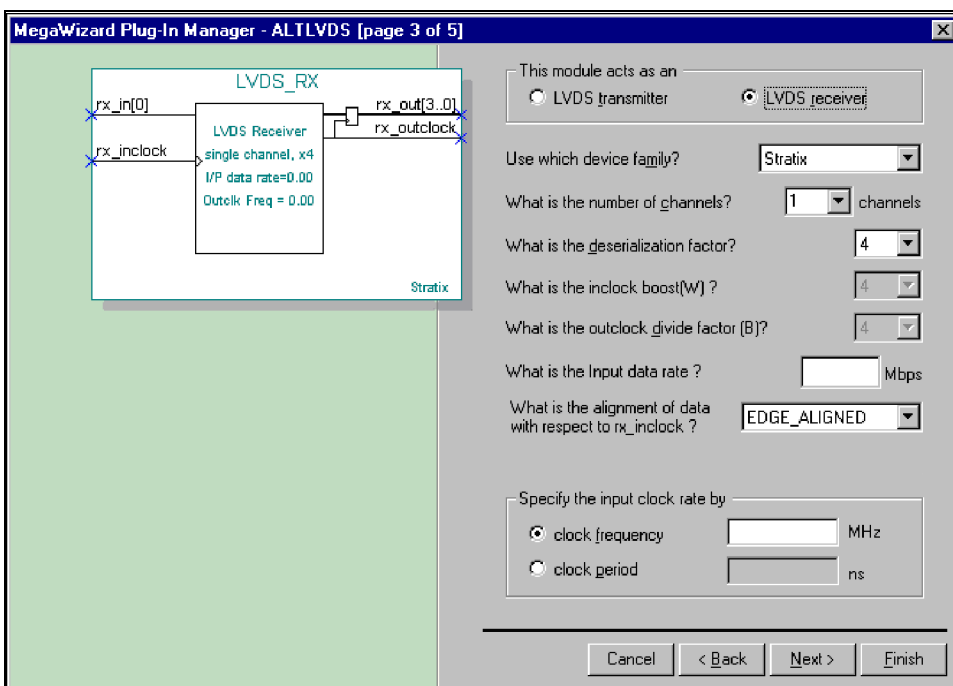 MegaWizard Plug-In Manager - ALTLVDS [page 3 of 5]
LVDS_RX
rx_in[0]
rx_out[3..0]
rx_outclock
rx_inclock
LVDS Receiver
single channel, x4
I/P data rate=0.00
Outclk Freq = 0.00
Stratix
This module acts as an
LVDS transmitter
LVDS receiver
Use which device family?
Stratix
What is the number of channels?
1
channels
What is the deserialization factor?
4
What is the inclock boost(W) ?
4
What is the outclock divide factor (B)?
4
What is the Input data rate ?
Mbps
What is the alignment of data
with respect to rx_inclock ?
EDGE_ALIGNED
Specify the input clock rate by
clock frequency
MHz
clock period
ns
Cancel
< Back
Next >
Finish